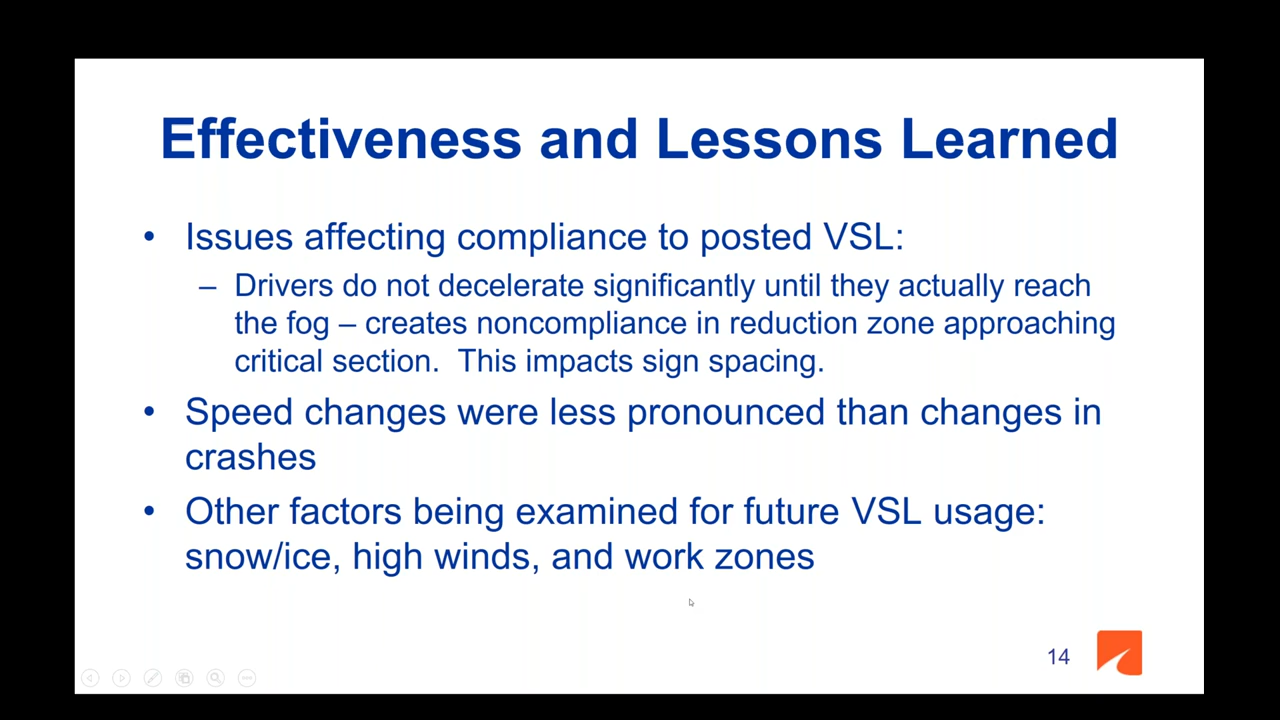 Effectiveness and Lessons Learned
• Issues affecting compliance to posted VSL:
– Drivers do not decelerate significantly until they actually reach
the fog – creates noncompliance in reduction zone approaching
critical section.  This impacts sign spacing.
• Speed changes were less pronounced than changes in
crashes
• Other factors being examined for future VSL usage:
snow/ice, high winds, and work zones
14